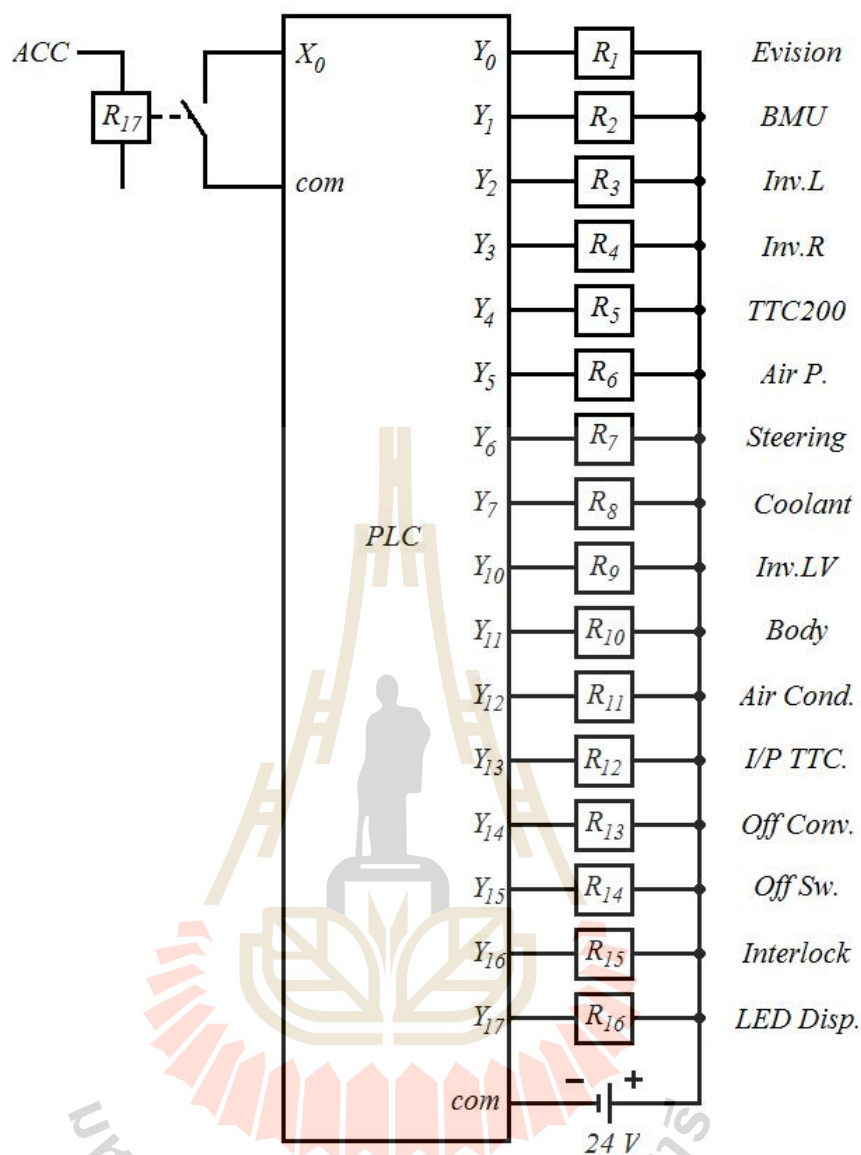 ACC
R17
X0
com
PLC
Y0 R1 Evision
Y1 R2 BMU
Y2 R3 Inv.L
Y3 R4 Inv.R
Y4 R5 TTC200
Y5 R6 Air P.
Y6 R7 Steering
Y7 R8 Coolant
Y10 R9 Inv.LV
Y11 R10 Body
Y12 R11 Air Cond.
Y13 R12 I/P TTC.
Y14 R13 Off Conv.
Y15 R14 Off Sw.
Y16 R15 Interlock
Y17 R16 LED Disp.
com − +
24 V